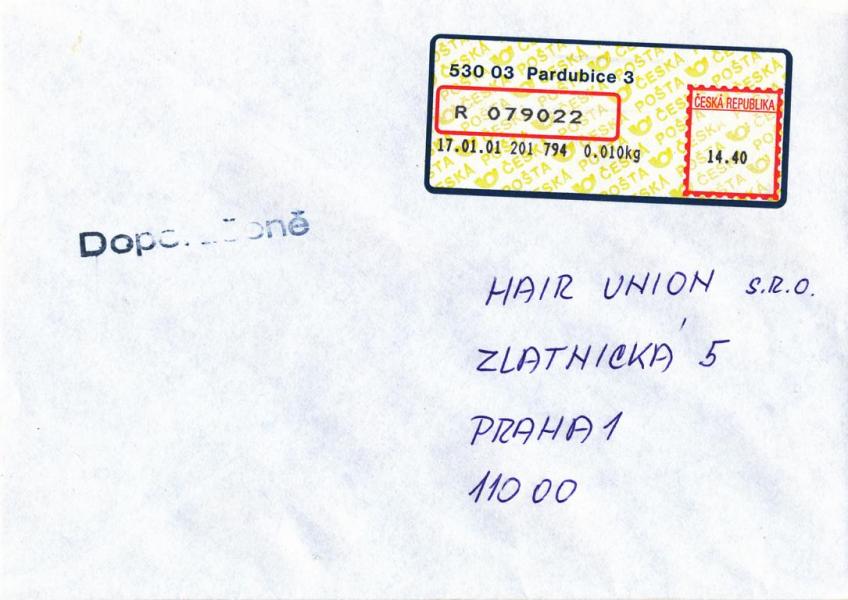 530 03 Pardubice 3
R 079022
ČESKÁ REPUBLIKA
17.01.01 201 794 0.010kg
14.40
HAIR UNION s.r.o.
ZLATNICKÁ 5
PRAHA 1
110 00